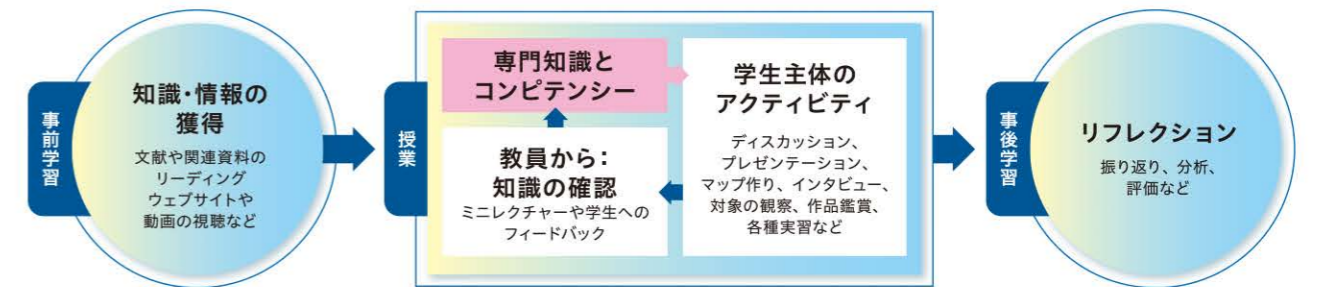 事前学習
知識・情報の
獲得
文献や関連資料の
リーディング
ウェブサイトや
動画の視聴など
授業
専門知識と
コンピテンシー
教員から：
知識の確認
ミニレクチャーや学生への
フィードバック
学生主体の
アクティビティ
ディスカッション、
プレゼンテーション、
マップ作り、インタビュー、
対象の観察、作品鑑賞、
各種実習など
事後学習
リフレクション
振り返り、分析、
評価など